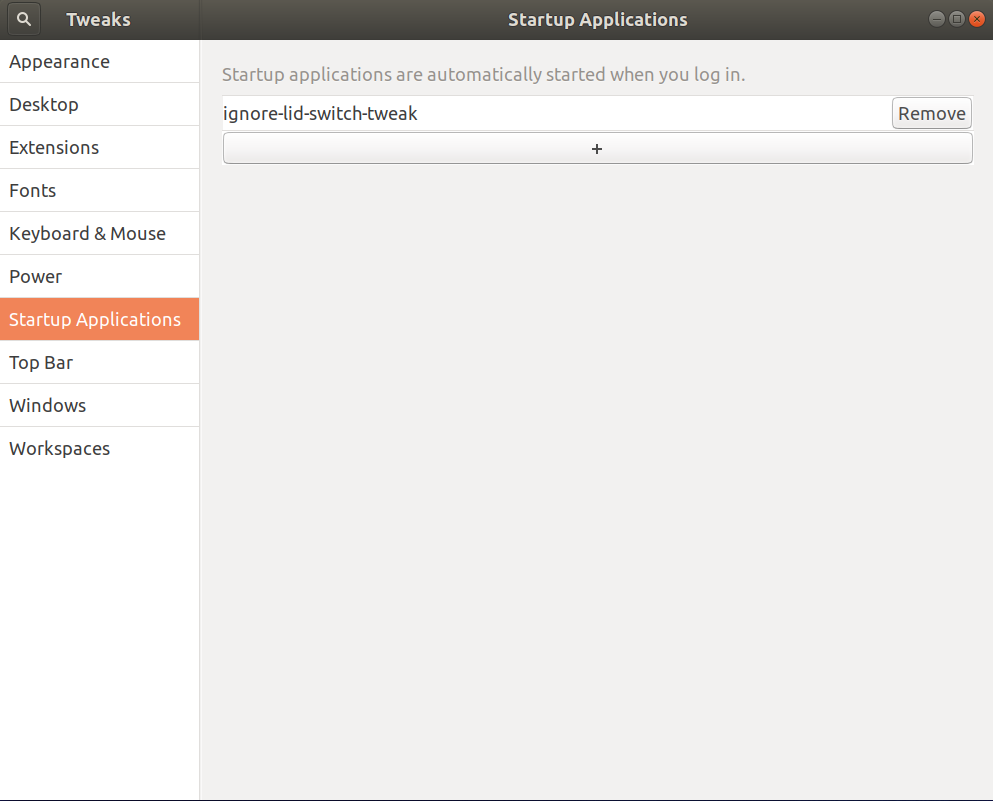 Tweaks
Startup Applications
Appearance
Desktop
Extensions
Fonts
Keyboard & Mouse
Power
Startup Applications
Top Bar
Windows
Workspaces
Startup applications are automatically started when you log in.
ignore-lid-switch-tweak
Remove
+